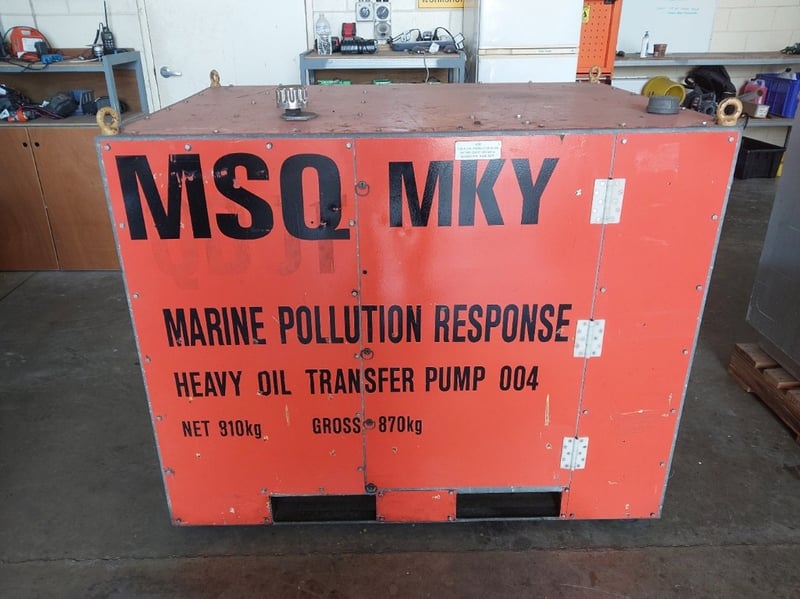 MSQ MKY
MARINE POLLUTION RESPONSE
HEAVY OIL TRANSFER PUMP 004
NET 910kg GROSS 870kg